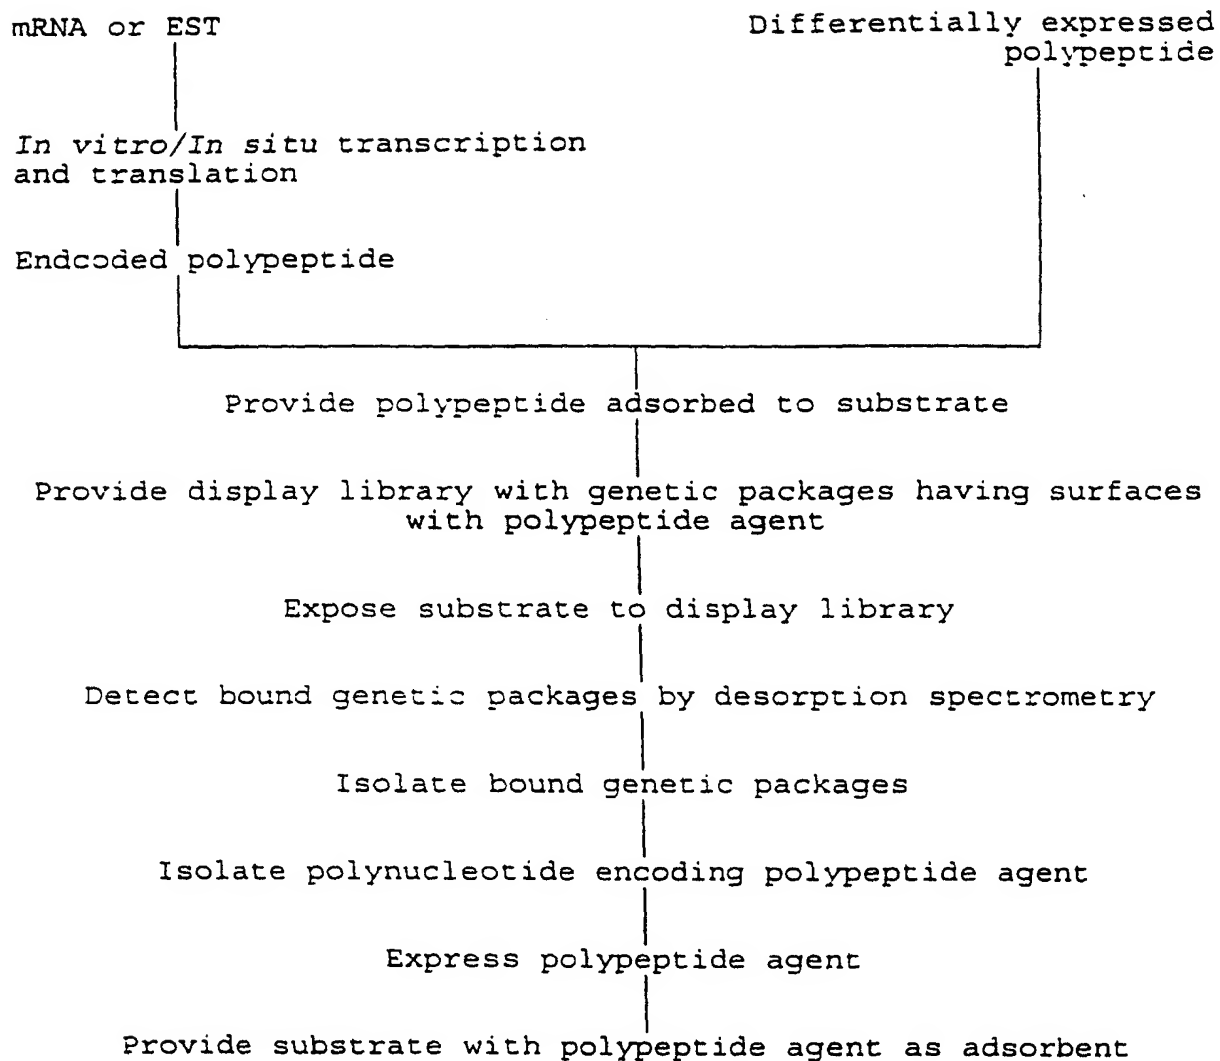 mRNA or EST
Differentially expressed
polypeptide
In vitro/In situ transcription
and translation
Endcoded polypeptide
Provide polypeptide adsorbed to substrate
Provide display library with genetic packages having surfaces
with polypeptide agent
Expose substrate to display library
Detect bound genetic packages by desorption spectrometry
Isolate bound genetic packages
Isolate polynucleotide encoding polypeptide agent
Express polypeptide agent
Provide substrate with polypeptide agent as adsorbent